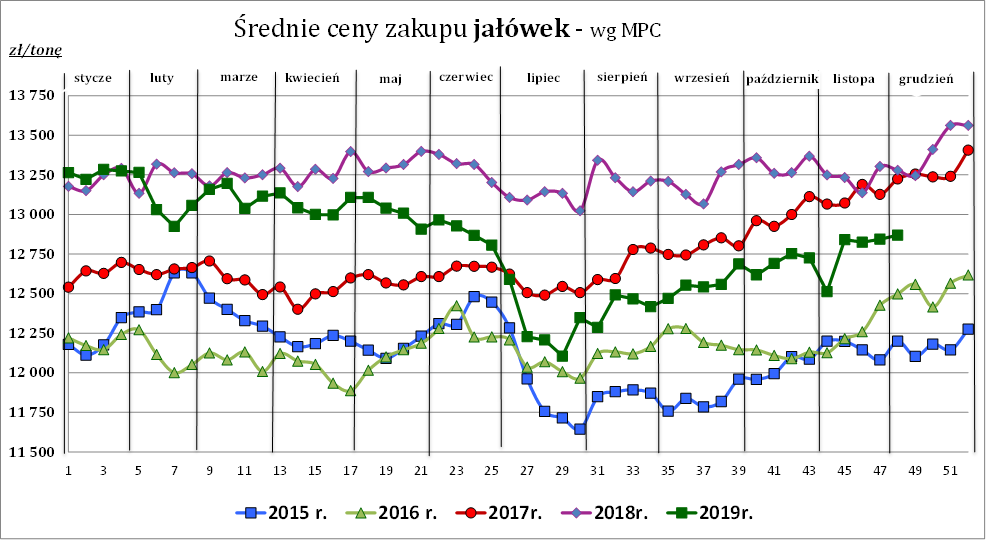 Średnie ceny zakupu jałówek - wg MPC
zł/tonę
stycze luty marze kwiecień maj czerwiec lipiec sierpień wrzesień październik listopa grudzień
13 750
13 500
13 250
13 000
12 750
12 500
12 250
12 000
11 750
11 500
1 3 5 7 9 11 13 15 17 19 21 23 25 27 29 31 33 35 37 39 41 43 45 47 49 51
2015 r. 2016 r. 2017r. 2018r. 2019r.